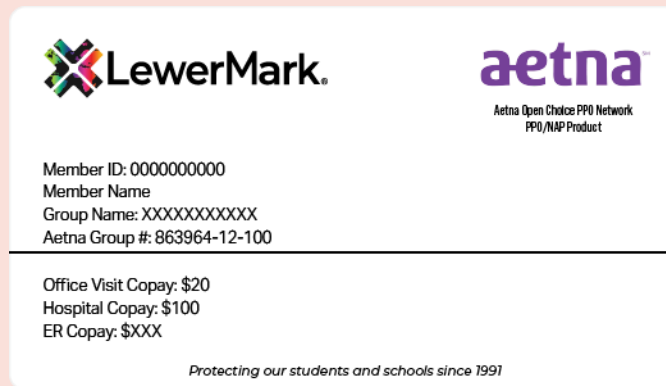 LewerMark.
aetna
Aetna Open Choice PPO Network
PPO/NAP Product
Member ID: 0000000000
Member Name
Group Name: XXXXXXXXXXX
Aetna Group #: 863964-12-100
Office Visit Copay: $20
Hospital Copay: $100
ER Copay: $XXX
Protecting our students and schools since 1991